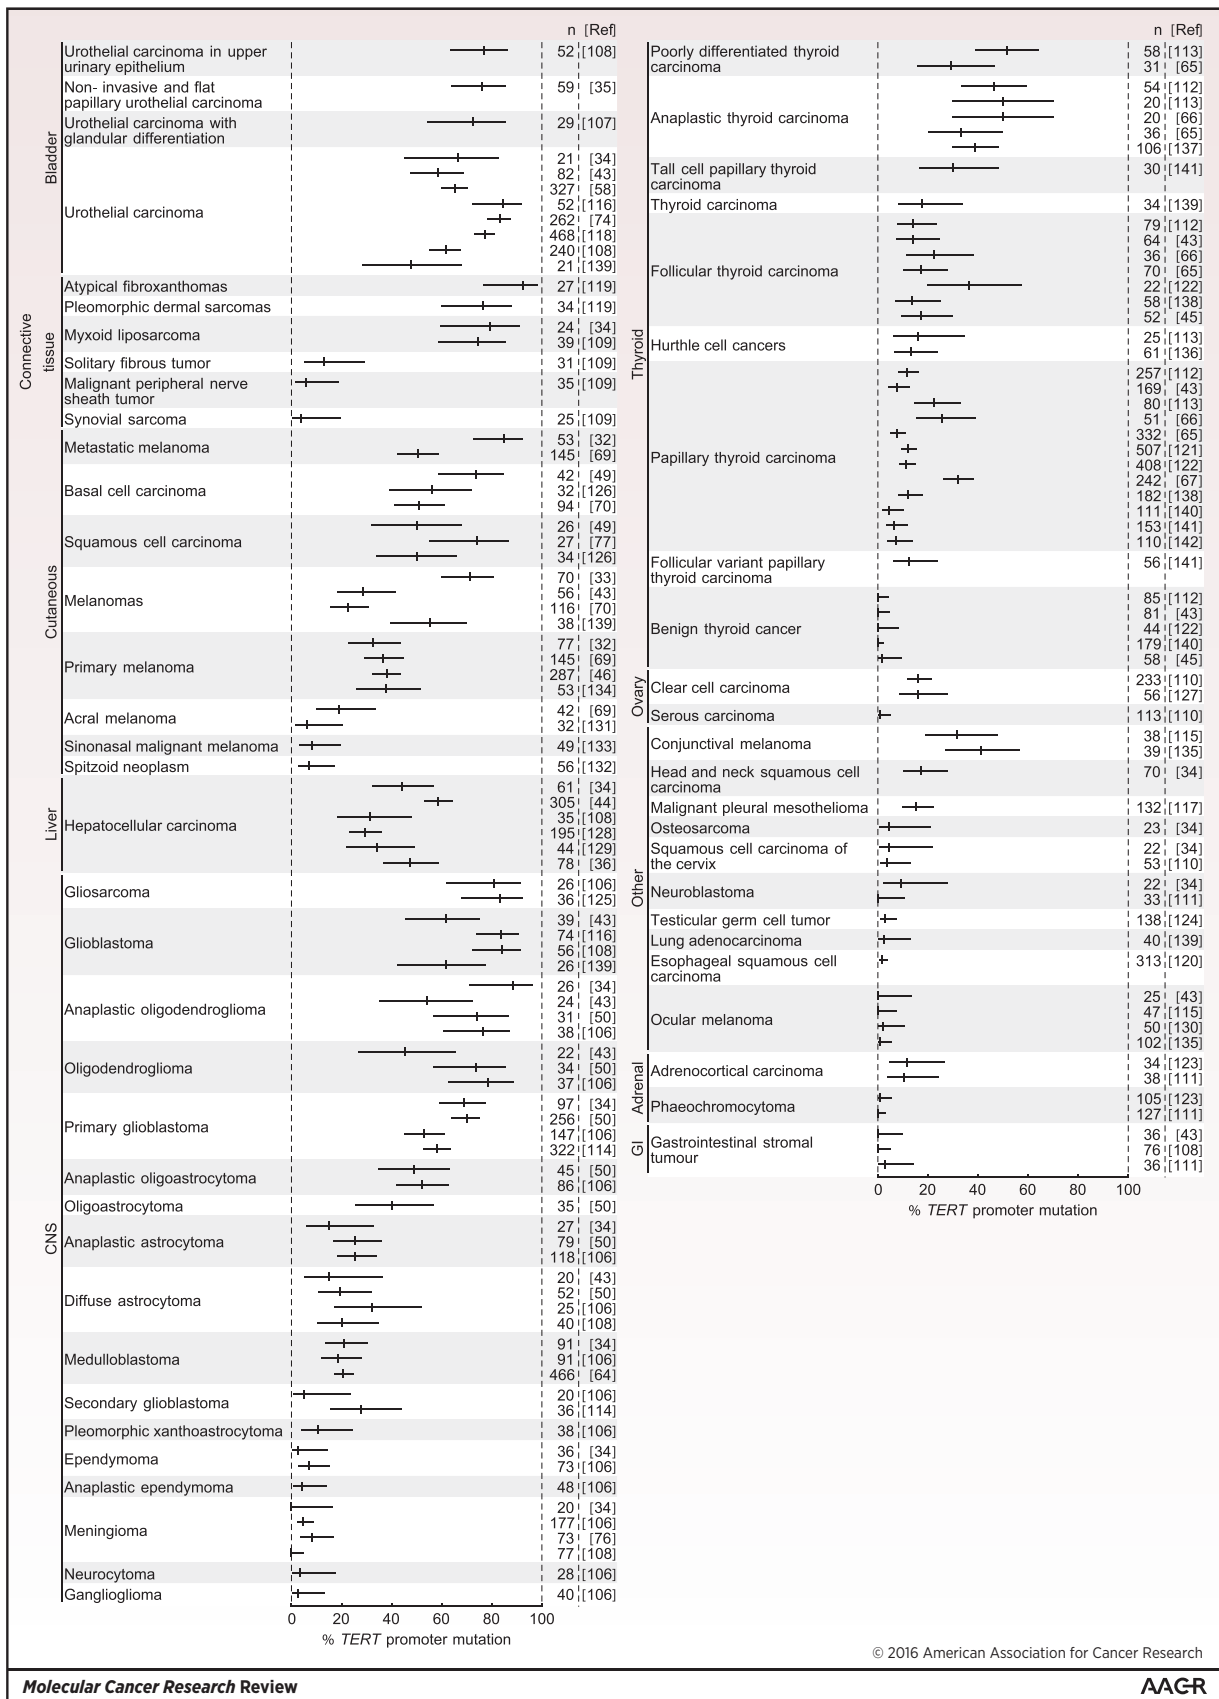 n [Ref]
Bladder
Urothelial carcinoma in upper
urinary epithelium
52 [108]
Non- invasive and flat
papillary urothelial carcinoma
59 [35]
Urothelial carcinoma with
glandular differentiation
29 [107]
Urothelial carcinoma
21 [34]
82 [43]
327 [58]
52 [116]
262 [74]
468 [118]
240 [108]
21 [139]
Connective
tissue
Atypical fibroxanthomas
27 [119]
Pleomorphic dermal sarcomas
34 [119]
Myxoid liposarcoma
24 [34]
39 [109]
Solitary fibrous tumor
31 [109]
Malignant peripheral nerve
sheath tumor
35 [109]
Synovial sarcoma
25 [109]
Cutaneous
Metastatic melanoma
53 [32]
145 [69]
Basal cell carcinoma
42 [49]
32 [126]
94 [70]
Squamous cell carcinoma
26 [49]
27 [77]
34 [126]
Melanomas
70 [33]
56 [43]
116 [70]
38 [139]
Primary melanoma
77 [32]
145 [69]
287 [46]
53 [134]
Acral melanoma
42 [69]
32 [131]
Sinonasal malignant melanoma
49 [133]
Spitzoid neoplasm
56 [132]
Liver
Hepatocellular carcinoma
61 [34]
305 [44]
35 [108]
195 [128]
44 [129]
78 [36]
CNS
Gliosarcoma
26 [106]
36 [125]
Glioblastoma
39 [43]
74 [116]
56 [108]
26 [139]
Anaplastic oligodendroglioma
26 [34]
24 [43]
31 [50]
38 [106]
Oligodendroglioma
22 [43]
34 [50]
37 [106]
Primary glioblastoma
97 [34]
256 [50]
147 [106]
322 [114]
Anaplastic oligoastrocytoma
45 [50]
86 [106]
Oligoastrocytoma
35 [50]
Anaplastic astrocytoma
27 [34]
79 [50]
118 [106]
Diffuse astrocytoma
20 [43]
52 [50]
25 [106]
40 [108]
Medulloblastoma
91 [34]
91 [106]
466 [64]
Secondary glioblastoma
20 [106]
36 [114]
Pleomorphic xanthoastrocytoma
38 [106]
Ependymoma
36 [34]
73 [106]
Anaplastic ependymoma
48 [106]
Meningioma
20 [34]
177 [106]
73 [76]
77 [108]
Neurocytoma
28 [106]
Ganglioglioma
40 [106]
0 20 40 60 80 100
% TERT promoter mutation
n [Ref]
Thyroid
Poorly differentiated thyroid
carcinoma
58 [113]
31 [65]
Anaplastic thyroid carcinoma
54 [112]
20 [113]
20 [66]
36 [65]
106 [137]
Tall cell papillary thyroid
carcinoma
30 [141]
Thyroid carcinoma
34 [139]
Follicular thyroid carcinoma
79 [112]
64 [43]
36 [66]
70 [65]
22 [122]
58 [138]
52 [45]
Hurthle cell cancers
25 [113]
61 [136]
Papillary thyroid carcinoma
257 [112]
169 [43]
80 [113]
51 [66]
332 [65]
507 [121]
408 [122]
242 [67]
182 [138]
111 [140]
153 [141]
110 [142]
Follicular variant papillary
thyroid carcinoma
56 [141]
Benign thyroid cancer
85 [112]
81 [43]
44 [122]
179 [140]
58 [45]
Ovary
Clear cell carcinoma
233 [110]
56 [127]
Serous carcinoma
113 [110]
Other
Conjunctival melanoma
38 [115]
39 [135]
Head and neck squamous cell
carcinoma
70 [34]
Malignant pleural mesothelioma
132 [117]
Osteosarcoma
23 [34]
Squamous cell carcinoma of
the cervix
22 [34]
53 [110]
Neuroblastoma
22 [34]
33 [111]
Testicular germ cell tumor
138 [124]
Lung adenocarcinoma
40 [139]
Esophageal squamous cell
carcinoma
313 [120]
Ocular melanoma
25 [43]
47 [115]
50 [130]
102 [135]
Adrenal
Adrenocortical carcinoma
34 [123]
38 [111]
Phaeochromocytoma
105 [123]
127 [111]
GI
Gastrointestinal stromal
tumour
36 [43]
76 [108]
36 [111]
0 20 40 60 80 100
% TERT promoter mutation
© 2016 American Association for Cancer Research
Molecular Cancer Research Review
AACR